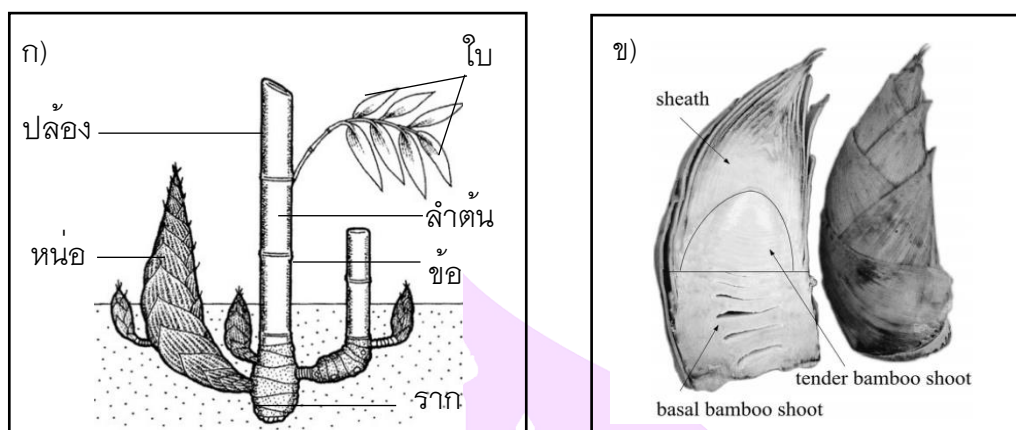 ก)
ใบ
ปล้อง
ลำต้น
หน่อ
ข้อ
ราก
ข)
sheath
tender bamboo shoot
basal bamboo shoot